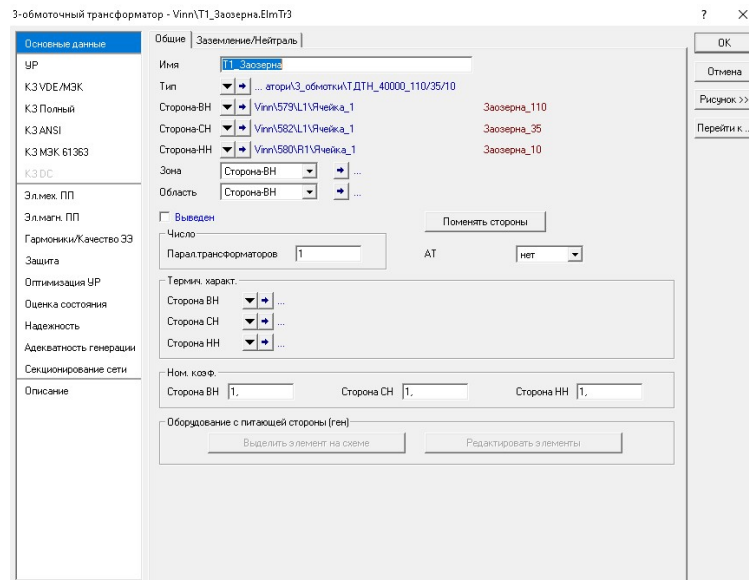 3-обмоточный трансформатор - Vinn\T1_Заозерна.ElmTr3 ? ×
Основные данные
УР
КЗ VDE/МЭК
КЗ Полный
КЗ ANSI
КЗ МЭК 61363
КЗ DC
Эл.мех. ПП
Эл.магн. ПП
Гармоники/Качество ЭЭ
Защита
Оптимизация УР
Оценка состояния
Надежность
Адекватность генерации
Секционирование сети
Описание
Общие Заземление/Нейтраль
Имя T1_Заозерна
Тип ... атори\3_обмотки\ТДТН_40000_110/35/10
Сторона-ВН Vinn\579\L1\Ячейка_1 Заозерна_110
Сторона-СН Vinn\582\L1\Ячейка_1 Заозерна_35
Сторона-НН Vinn\580\R1\Ячейка_1 Заозерна_10
Зона Сторона-ВН ...
Область Сторона-ВН ...
Выведен Поменять стороны
Число
Парал.трансформаторов 1 АТ нет
Термич. характ.
Сторона ВН ...
Сторона СН ...
Сторона НН ...
Ном. коэф.
Сторона ВН 1, Сторона СН 1, Сторона НН 1,
Оборудование с питающей стороны (ген)
Выделить элемент на схеме Редактировать элементы
OK
Отмена
Рисунок >>
Перейти к ..